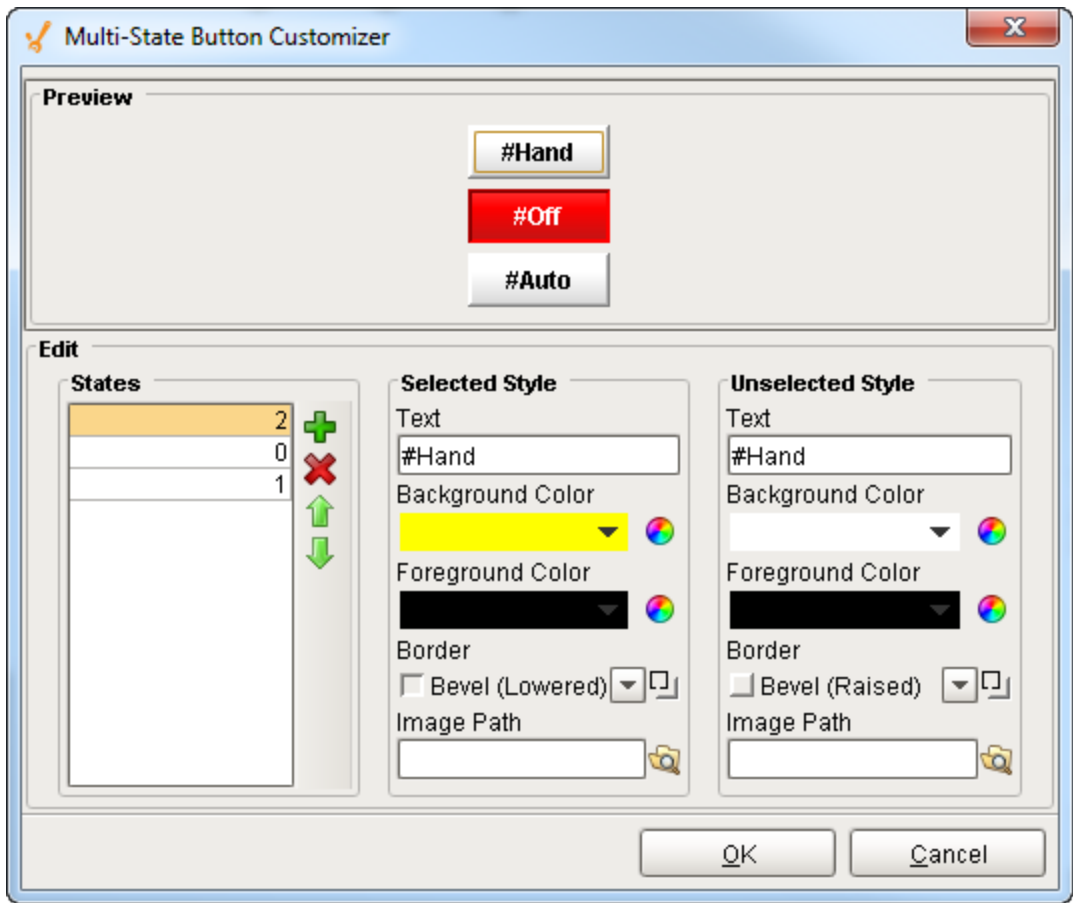 Multi-State Button Customizer
Preview
#Hand
#Off
#Auto
Edit
States
2
0
1
Selected Style
Text
#Hand
Background Color
Foreground Color
Border
Bevel (Lowered)
Image Path
Unselected Style
Text
#Hand
Background Color
Foreground Color
Border
Bevel (Raised)
Image Path
OK
Cancel